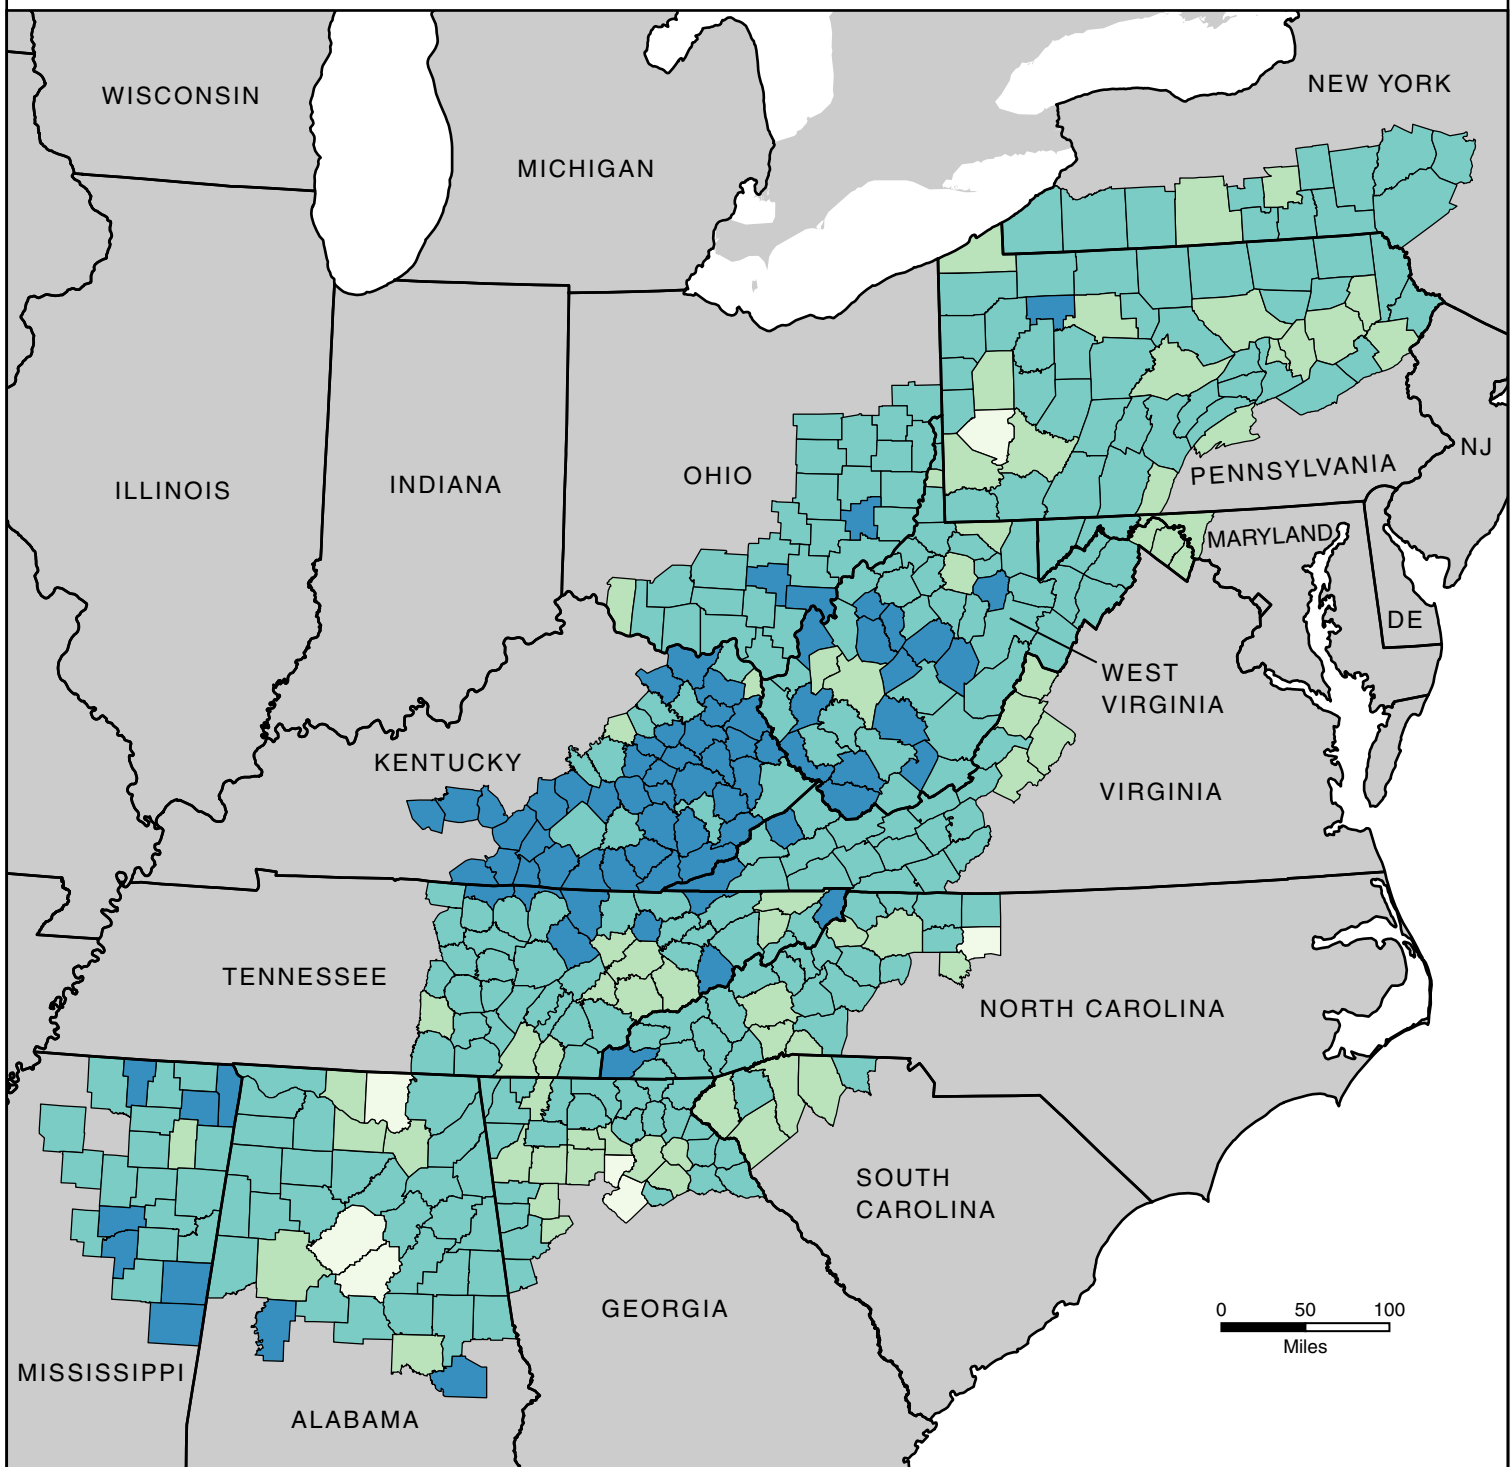 NEW YORK
WISCONSIN
MICHIGAN
NJ
PENNSYLVANIA
OHIO
INDIANA
ILLINOIS
MARYLAND
DE
WEST
VIRGINIA
KENTUCKY
VIRGINIA
TENNESSEE
NORTH CAROLINA
SOUTH
CAROLINA
GEORGIA
0 50 100
Miles
MISSISSIPPI
ALABAMA